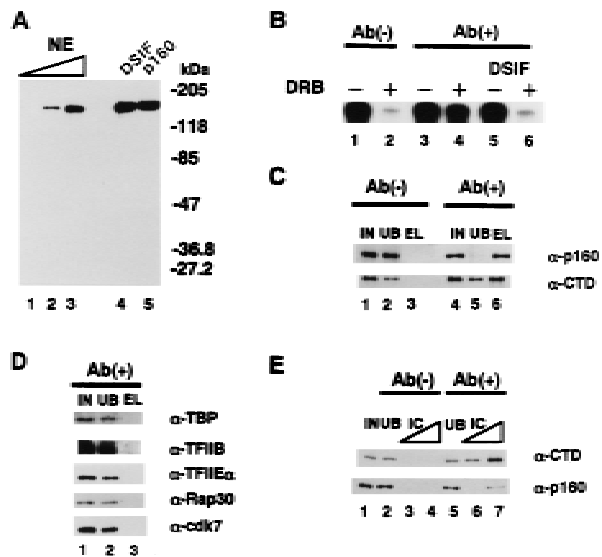 A
NE
DSIF
p160
kDa
-205
-118
-85
-47
-36.8
-27.2
1 2 3 4 5
B
Ab(-) Ab(+)
DSIF
DRB − + − + − +
1 2 3 4 5 6
C
Ab(-) Ab(+)
IN UB EL IN UB EL
α-p160
α-CTD
1 2 3 4 5 6
D
Ab(+)
IN UB EL
α-TBP
α-TFIIB
α-TFIIEα
α-Rap30
α-cdk7
1 2 3
E
Ab(-) Ab(+)
IN UB IC UB IC
α-CTD
α-p160
1 2 3 4 5 6 7